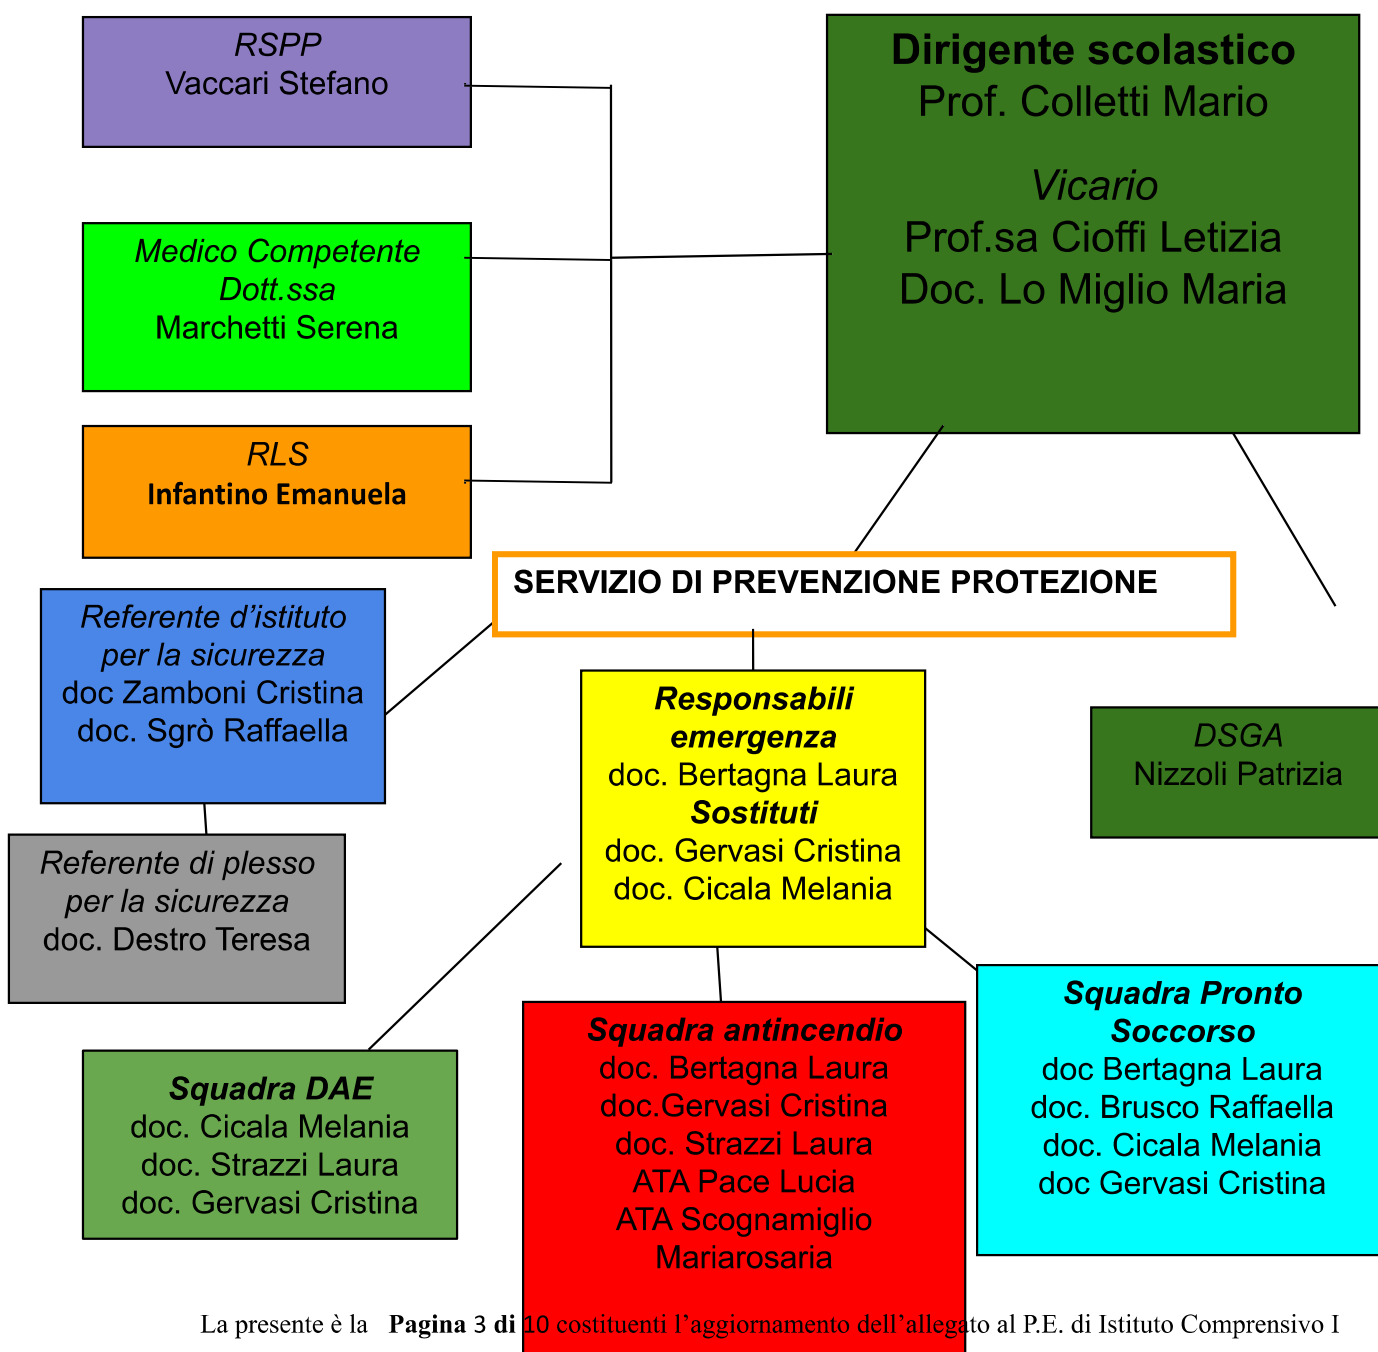 RSPP
Vaccari Stefano
Dirigente scolastico
Prof. Colletti Mario
Vicario
Prof.sa Cioffi Letizia
Doc. Lo Miglio Maria
Medico Competente
Dott.ssa
Marchetti Serena
RLS
Infantino Emanuela
SERVIZIO DI PREVENZIONE PROTEZIONE
Referente d’istituto
per la sicurezza
doc Zamboni Cristina
doc. Sgrò Raffaella
Responsabili
emergenza
doc. Bertagna Laura
Sostituti
doc. Gervasi Cristina
doc. Cicala Melania
DSGA
Nizzoli Patrizia
Referente di plesso
per la sicurezza
doc. Destro Teresa
Squadra DAE
doc. Cicala Melania
doc. Strazzi Laura
doc. Gervasi Cristina
Squadra antincendio
doc. Bertagna Laura
doc.Gervasi Cristina
doc. Strazzi Laura
ATA Pace Lucia
ATA Scognamiglio
Mariarosaria
Squadra Pronto
Soccorso
doc Bertagna Laura
doc. Brusco Raffaella
doc. Cicala Melania
doc Gervasi Cristina
La presente è la Pagina 3 di 10 costituenti l’aggiornamento dell’allegato al P.E. di Istituto Comprensivo I